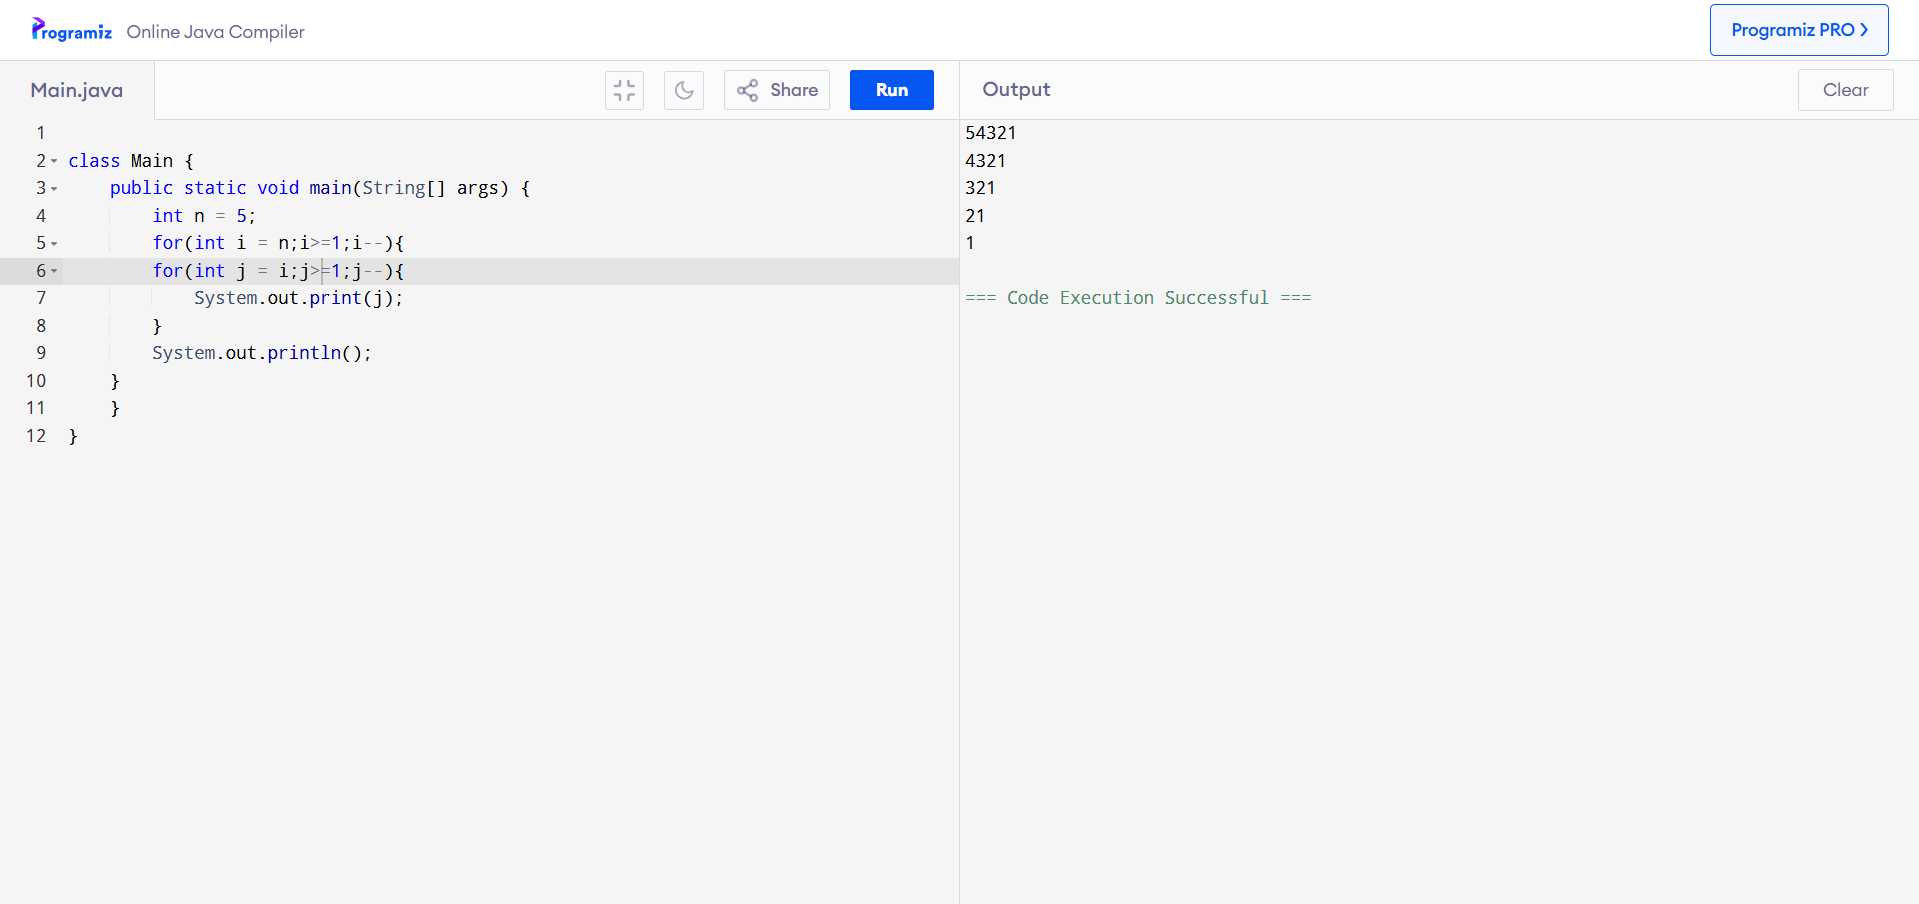 Programiz Online Java Compiler
Programiz PRO >
Main.java
Share
Run
Output
Clear
1
2 class Main {
3 public static void main(String[] args) {
4 int n = 5;
5 for(int i = n;i>=1;i--){
6 for(int j = i;j>=1;j--){
7 System.out.print(j);
8 }
9 System.out.println();
10 }
11 }
12 }
54321
4321
321
21
1
=== Code Execution Successful ===